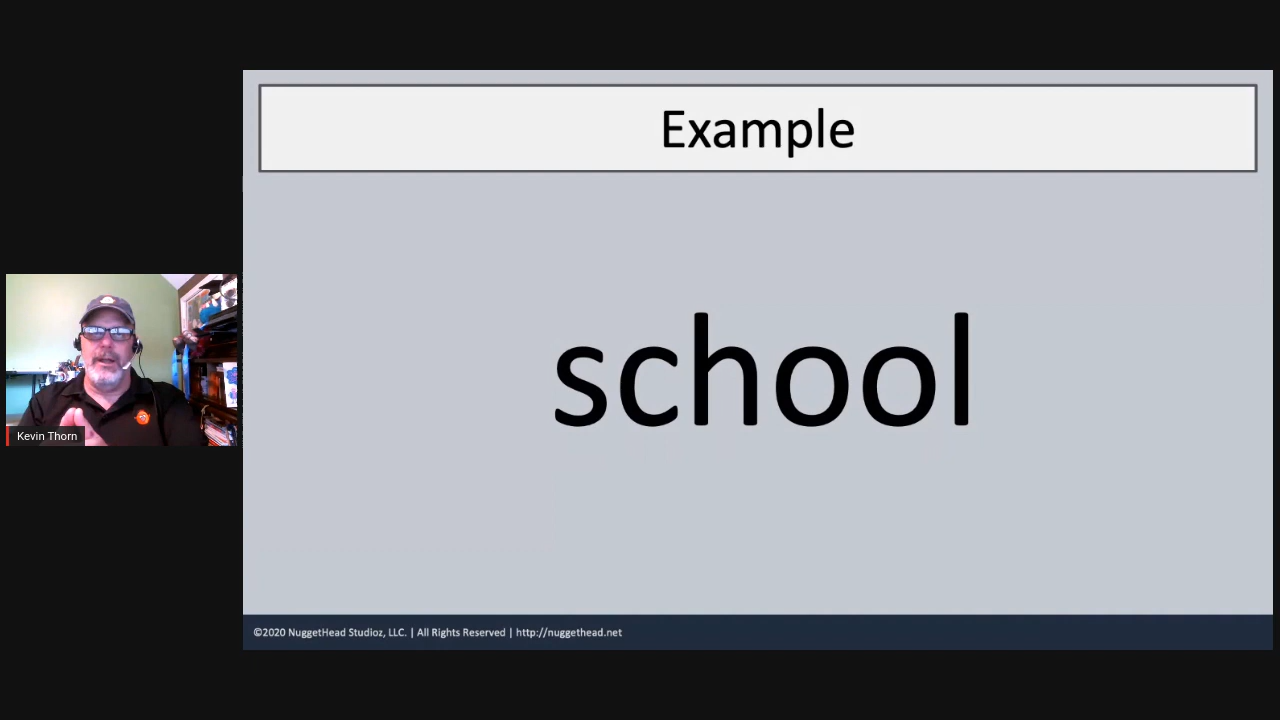 Example
school
Kevin Thorn
©2020 NuggetHead Studioz, LLC. | All Rights Reserved | http://nuggethead.net